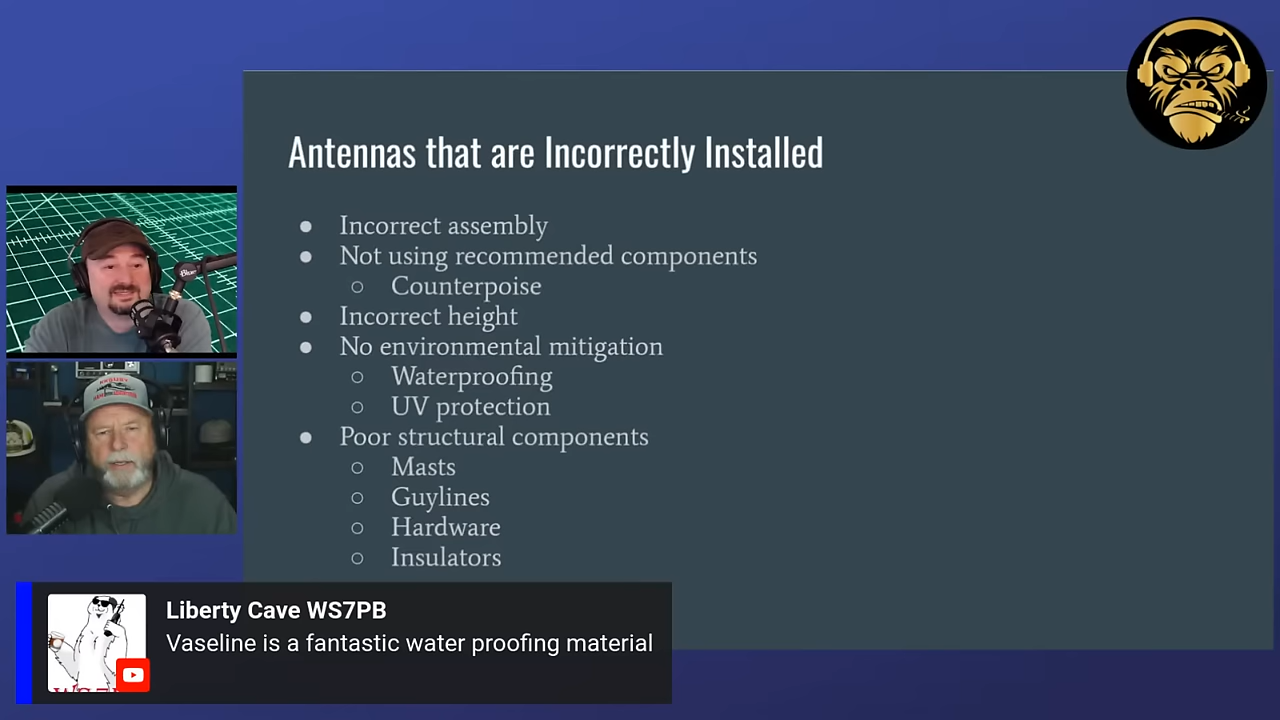 Antennas that are Incorrectly Installed
Incorrect assembly
Not using recommended components
Counterpoise
Incorrect height
No environmental mitigation
Waterproofing
UV protection
Poor structural components
Masts
Guylines
Hardware
Insulators
Liberty Cave WS7PB
Vaseline is a fantastic water proofing material